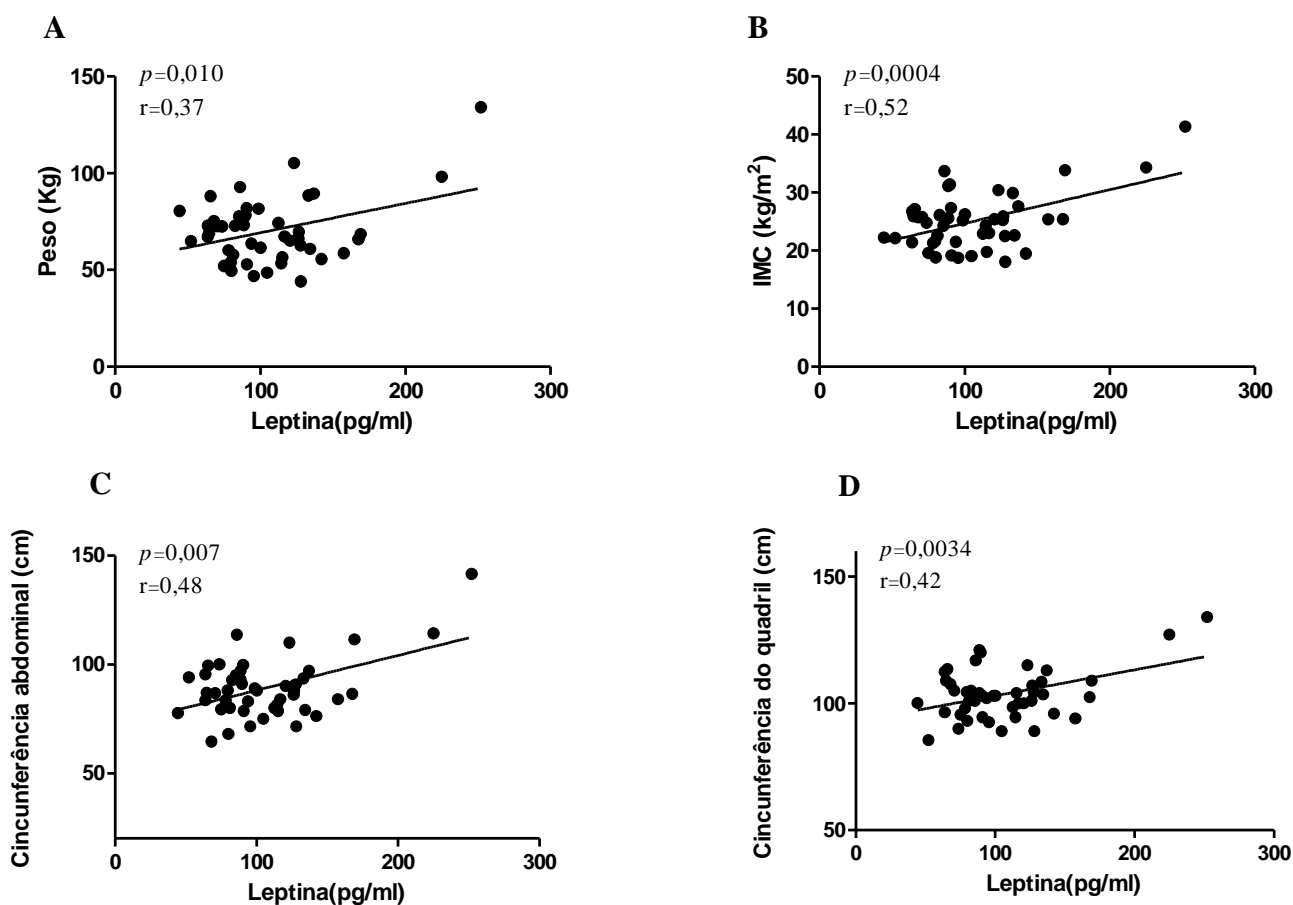 A
p=0,010
r=0,37
150
100
50
0
Peso (Kg)
0
100
200
300
Leptina(pg/ml)
B
p=0,0004
r=0,52
50
40
30
20
10
0
IMC (kg/m²)
0
100
200
300
Leptina(pg/ml)
C
p=0,007
r=0,48
150
100
50
Cincunferência abdominal (cm)
0
100
200
300
Leptina(pg/ml)
D
p=0,0034
r=0,42
150
100
50
Cincunferência do quadril (cm)
0
100
200
300
Leptina(pg/ml)